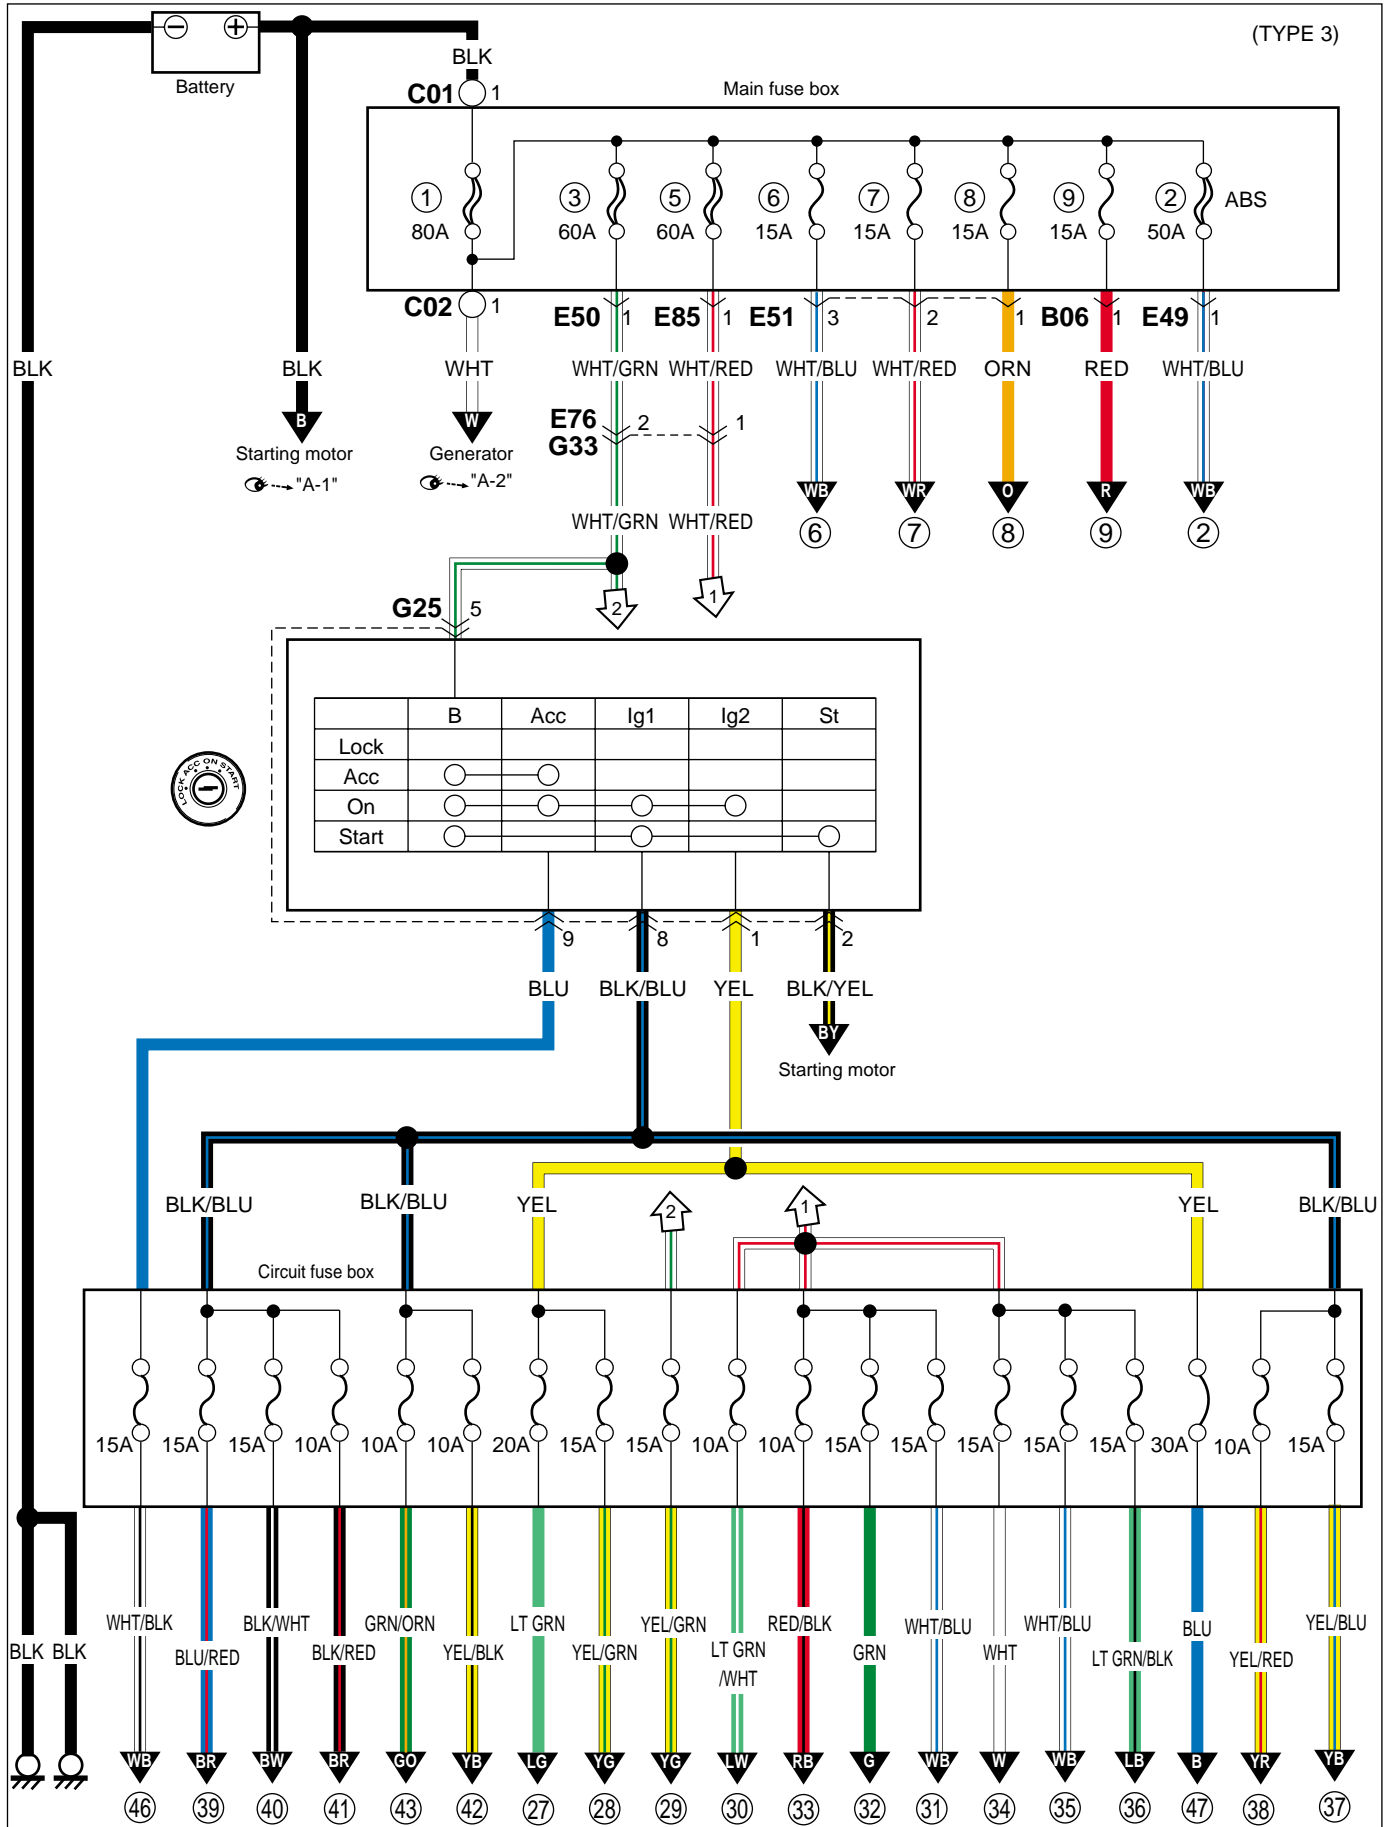 (TYPE 3)
− +
Battery
BLK
C01 1
Main fuse box
1 3 5 6 7 8 9 2 ABS
80A 60A 60A 15A 15A 15A 15A 50A
C02 1
E50 1 E85 1 E51 3 2 1 B06 1 E49 1
BLK BLK WHT WHT/GRN WHT/RED WHT/BLU WHT/RED ORN RED WHT/BLU
B W
E76 2 1
G33
Starting motor Generator
"A-1" "A-2"
WB WR O R WB
6 7 8 9 2
WHT/GRN WHT/RED
2 1
G25 5
B Acc Ig1 Ig2 St
Lock
Acc
On
Start
LOCK ACC ON START
9 8 1 2
BLU BLK/BLU YEL BLK/YEL
BY
Starting motor
BLK/BLU BLK/BLU YEL 2 1 YEL BLK/BLU
Circuit fuse box
15A 15A 15A 10A 10A 10A 20A 15A 15A 10A 10A 15A 15A 15A 15A 15A 30A 10A 15A
WHT/BLK BLK/WHT GRN/ORN LT GRN YEL/GRN RED/BLK WHT/BLU WHT/BLU BLU YEL/BLU
BLK BLK BLU/RED BLK/RED YEL/BLK YEL/GRN LT GRN GRN WHT LT GRN/BLK YEL/RED
/WHT
WB BR BW BR GO YB LG YG YG LW RB G WB W WB LB B YR YB
46 39 40 41 43 42 27 28 29 30 33 32 31 34 35 36 47 38 37